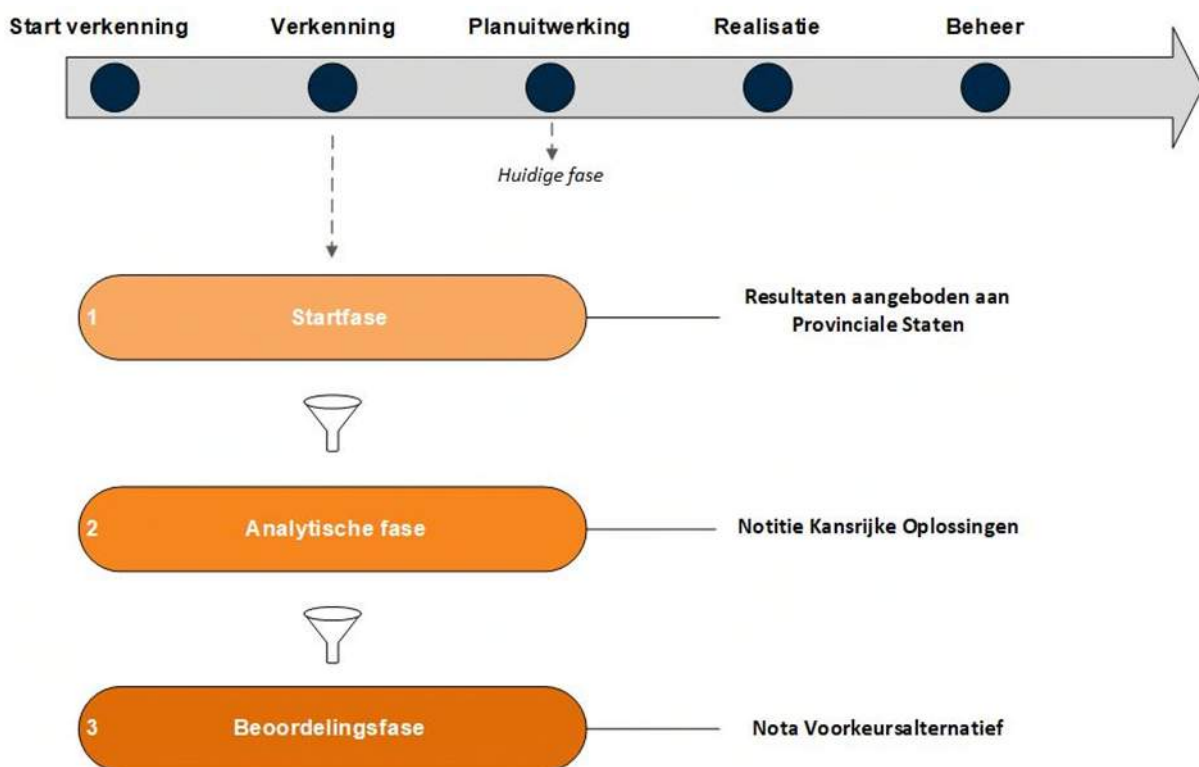 Start verkenning
Verkenning
Planuitwerking
Realisatie
Beheer
Huidige fase
1
Startfase
Resultaten aangeboden aan
Provinciale Staten
2
Analytische fase
Notitie Kansrijke Oplossingen
3
Beoordelingsfase
Nota Voorkeursalternatief